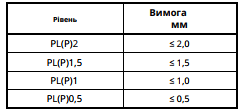 Рівень Вимога
мм
PL(P)2 ≤ 2,0
PL(P)1,5 ≤ 1,5
PL(P)1 ≤ 1,0
PL(P)0,5 ≤ 0,5